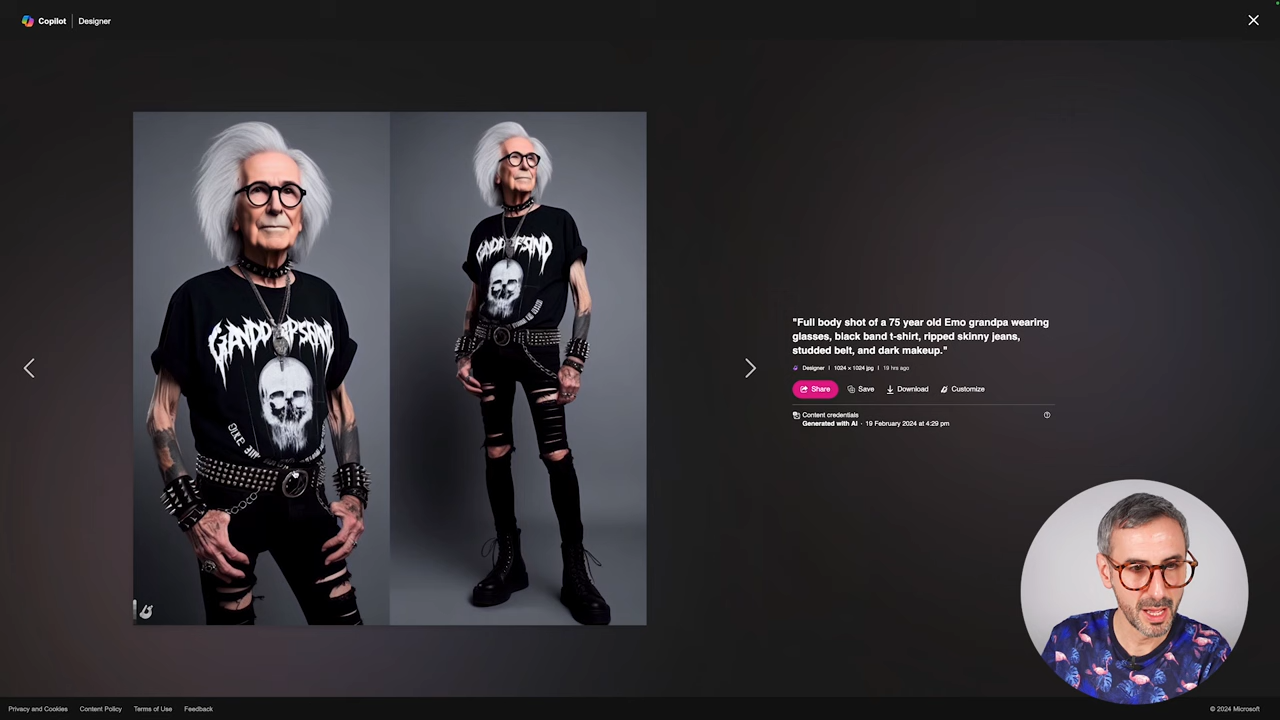 Copilot Designer
"Full body shot of a 75 year old Emo grandpa wearing
glasses, black band t-shirt, ripped skinny jeans,
studded belt, and dark makeup."
Designer | 1024 × 1024 jpg | 19 hrs ago
Share Save Download Customize
Content credentials
Generated with AI · 19 February 2024 at 4:29 pm
Privacy and Cookies Content Policy Terms of Use Feedback © 2024 Microsoft